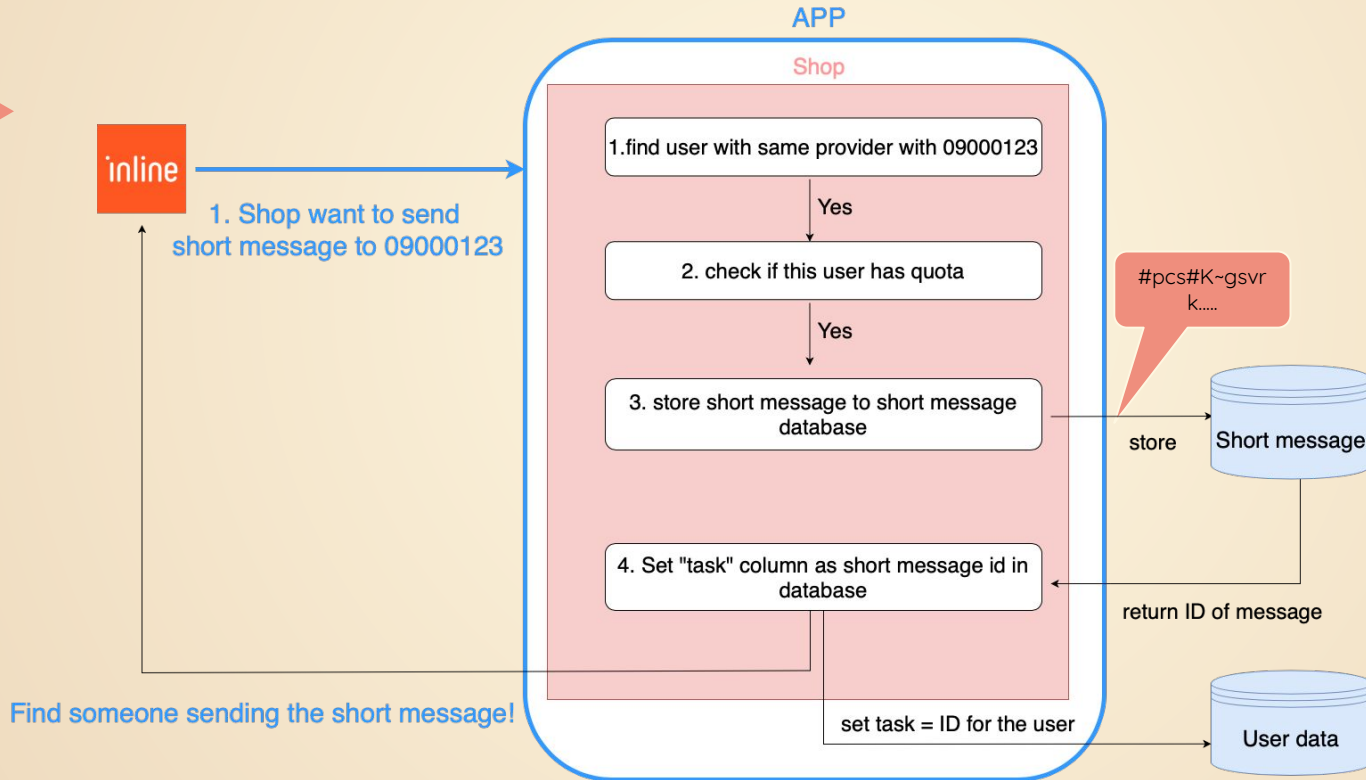 APP
Shop
inline
1. Shop want to send
short message to 09000123
1.find user with same provider with 09000123
Yes
2. check if this user has quota
Yes
#pcs#K~gsvr
k.....
3. store short message to short message
database
store
Short message
4. Set "task" column as short message id in
database
return ID of message
Find someone sending the short message!
set task = ID for the user
User data